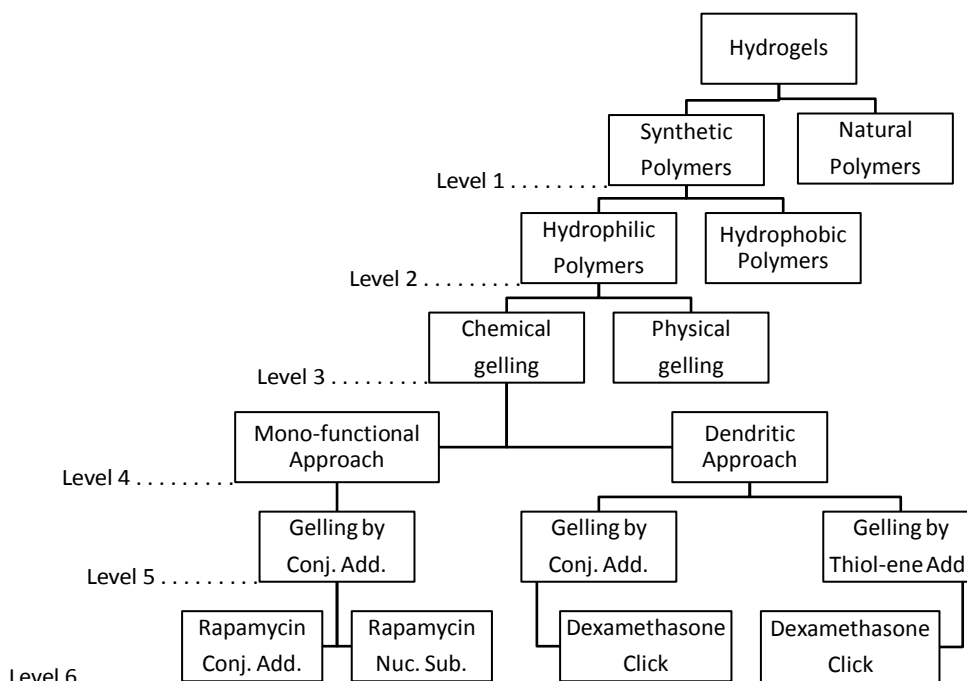 Hydrogels
Synthetic
Polymers
Natural
Polymers
Level 1 . . . . . . . . .
Hydrophilic
Polymers
Hydrophobic
Polymers
Level 2 . . . . . . . . .
Chemical
gelling
Physical
gelling
Level 3 . . . . . . . . .
Mono-functional
Approach
Dendritic
Approach
Level 4 . . . . . . . . .
Gelling by
Conj. Add.
Gelling by
Conj. Add.
Gelling by
Thiol-ene Add
Level 5 . . . . . . . . .
Rapamycin
Conj. Add.
Rapamycin
Nuc. Sub.
Dexamethasone
Click
Dexamethasone
Click
Level 6